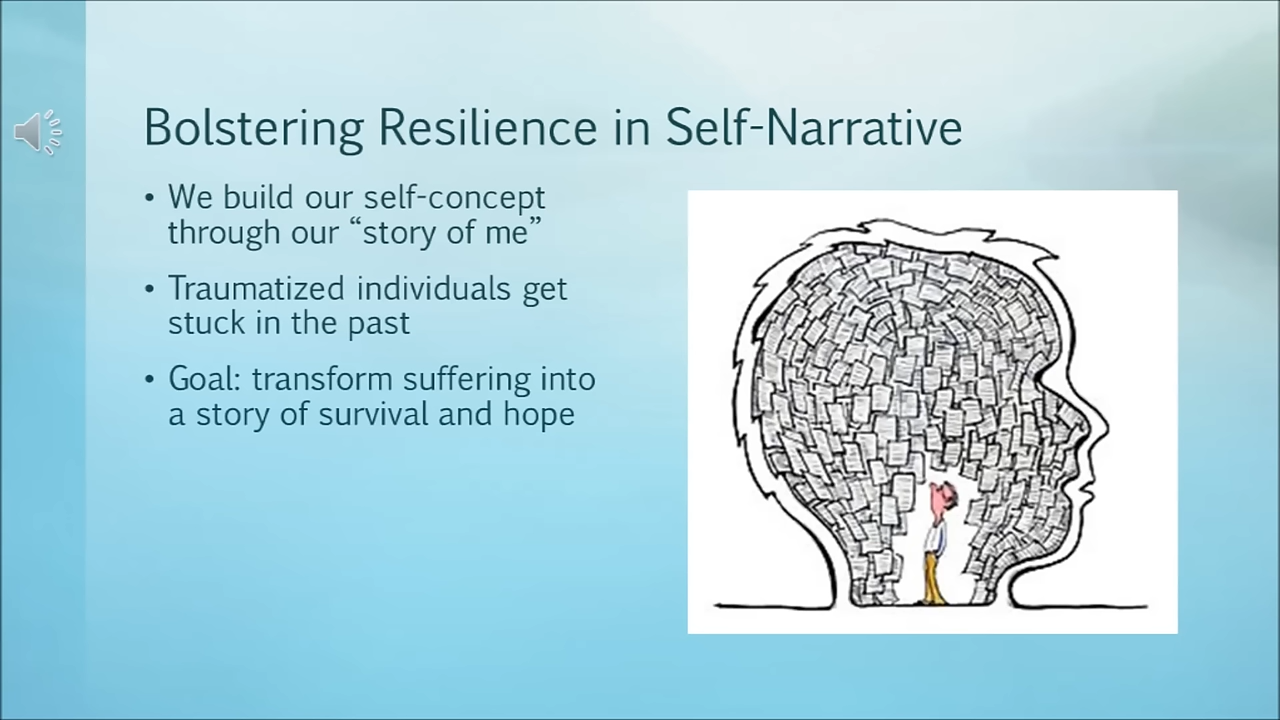 Bolstering Resilience in Self-Narrative
• We build our self-concept
through our “story of me”
• Traumatized individuals get
stuck in the past
• Goal: transform suffering into
a story of survival and hope